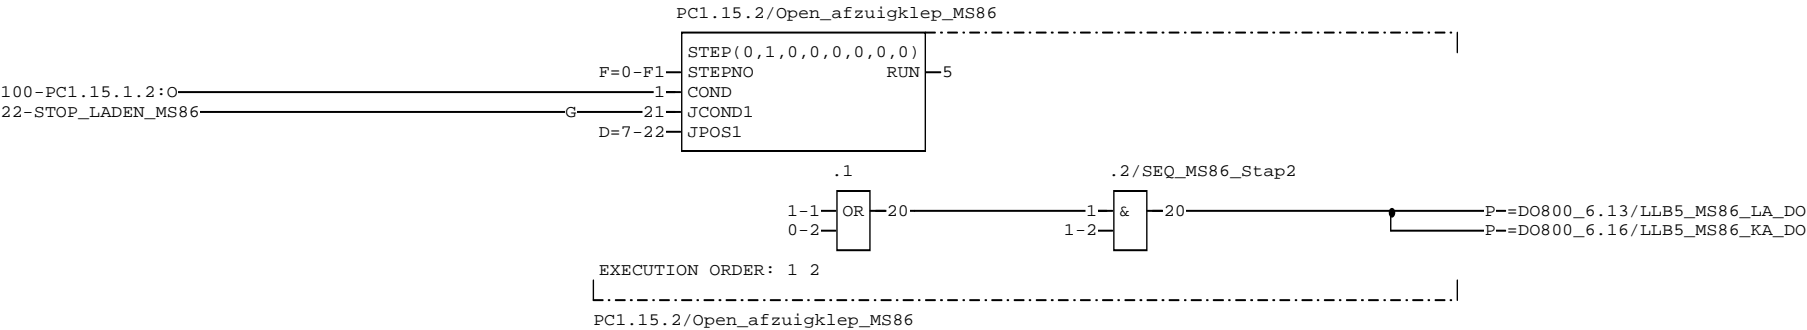 PC1.15.2/Open_afzuigklep_MS86
STEP(0,1,0,0,0,0,0,0)
F=0-F1 STEPNO RUN 5
100-PC1.15.1.2:O 1 COND
22-STOP_LADEN_MS86 G 21 JCOND1
D=7-22 JPOS1
.1 .2/SEQ_MS86_Stap2
1-1 OR 20 1 & 20 P-=DO800_6.13/LLB5_MS86_LA_DO
0-2 1-2 P-=DO800_6.16/LLB5_MS86_KA_DO
EXECUTION ORDER: 1 2
PC1.15.2/Open_afzuigklep_MS86